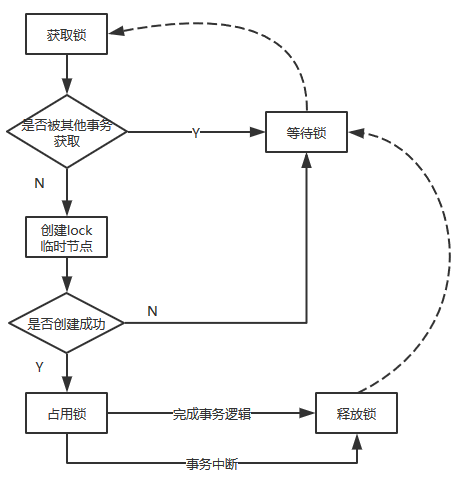 获取锁
是否被其他事务
获取
Y
等待锁
N
创建lock
临时节点
是否创建成功
N
Y
占用锁
完成事务逻辑
释放锁
事务中断